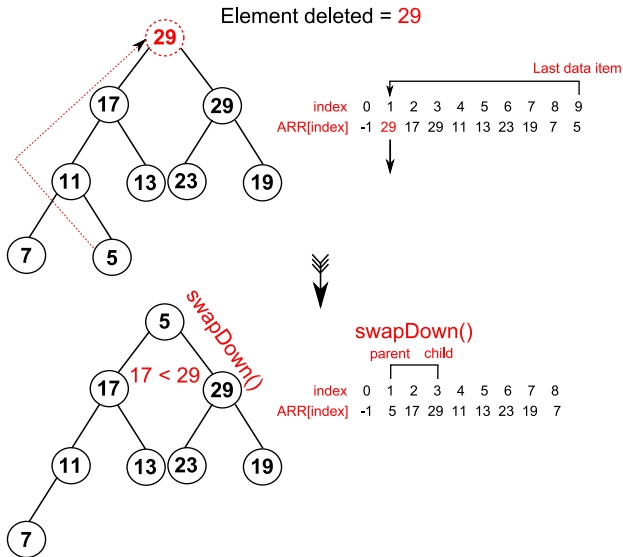 Element deleted = 29
29
17 29
11 13 23 19
7 5
Last data item
index 0 1 2 3 4 5 6 7 8 9
ARR[index] -1 29 17 29 11 13 23 19 7 5
5
swapDown()
17 17 < 29 29
11 13 23 19
7
swapDown()
parent child
index 0 1 2 3 4 5 6 7 8
ARR[index] -1 5 17 29 11 13 23 19 7